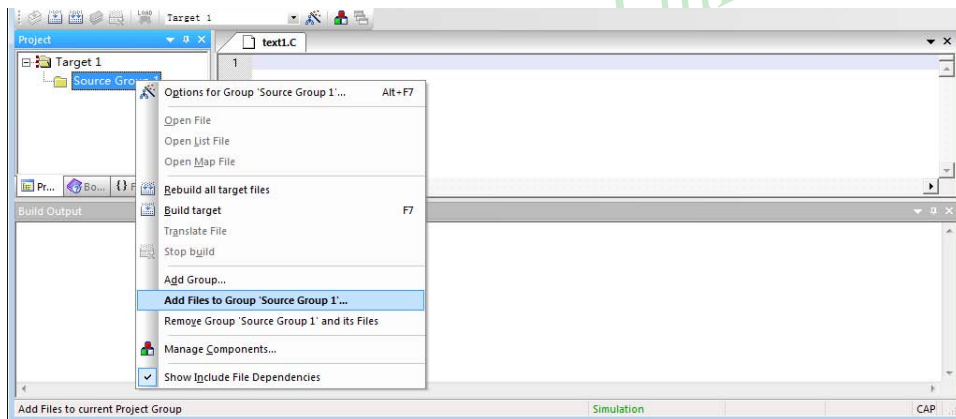 LOAD
Target 1
Project
text1.C
Target 1
1
Source Group 1
Options for Group 'Source Group 1'... Alt+F7
Open File
Open List File
Open Map File
Pr... Bo... {} F
Rebuild all target files
Build Output
Build target F7
Translate File
Stop build
Add Group...
Add Files to Group 'Source Group 1'...
Remove Group 'Source Group 1' and its Files
Manage Components...
Show Include File Dependencies
Add Files to current Project Group
Simulation
CAP